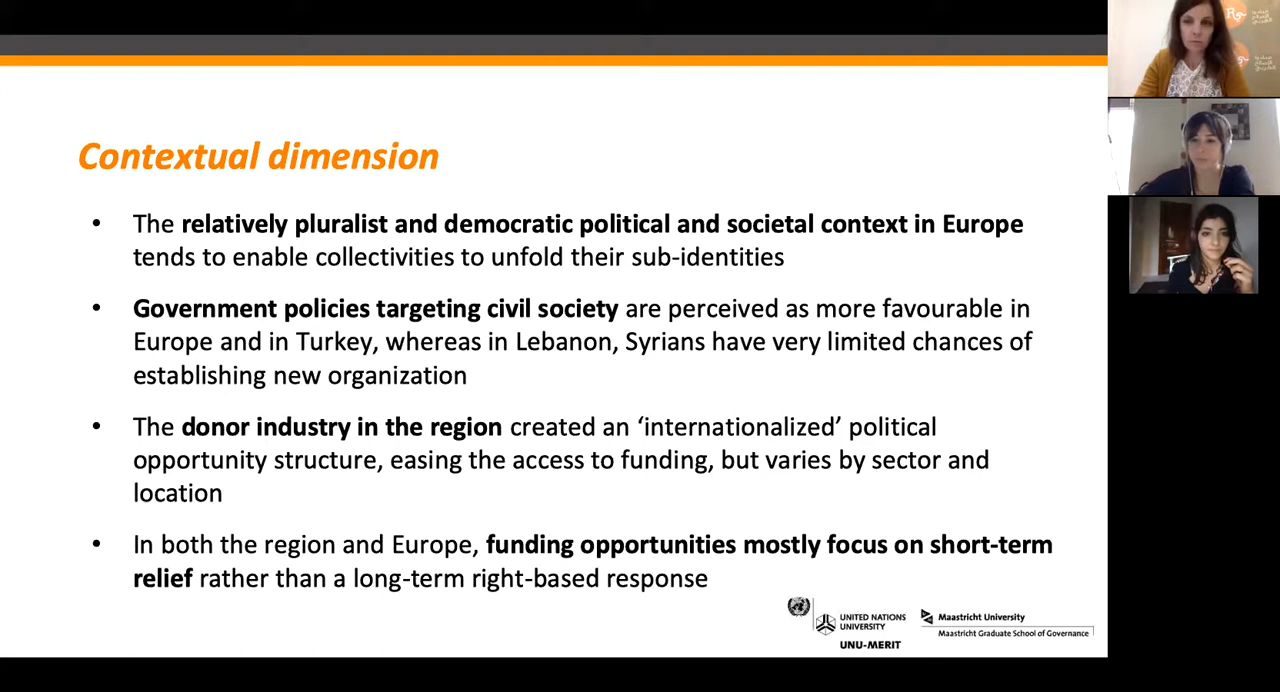 Contextual dimension
• The relatively pluralist and democratic political and societal context in Europe
tends to enable collectivities to unfold their sub-identities
• Government policies targeting civil society are perceived as more favourable in
Europe and in Turkey, whereas in Lebanon, Syrians have very limited chances of
establishing new organization
• The donor industry in the region created an ‘internationalized’ political
opportunity structure, easing the access to funding, but varies by sector and
location
• In both the region and Europe, funding opportunities mostly focus on short-term
relief rather than a long-term right-based response
UNITED NATIONS
UNIVERSITY
UNU-MERIT
Maastricht University
Maastricht Graduate School of Governance